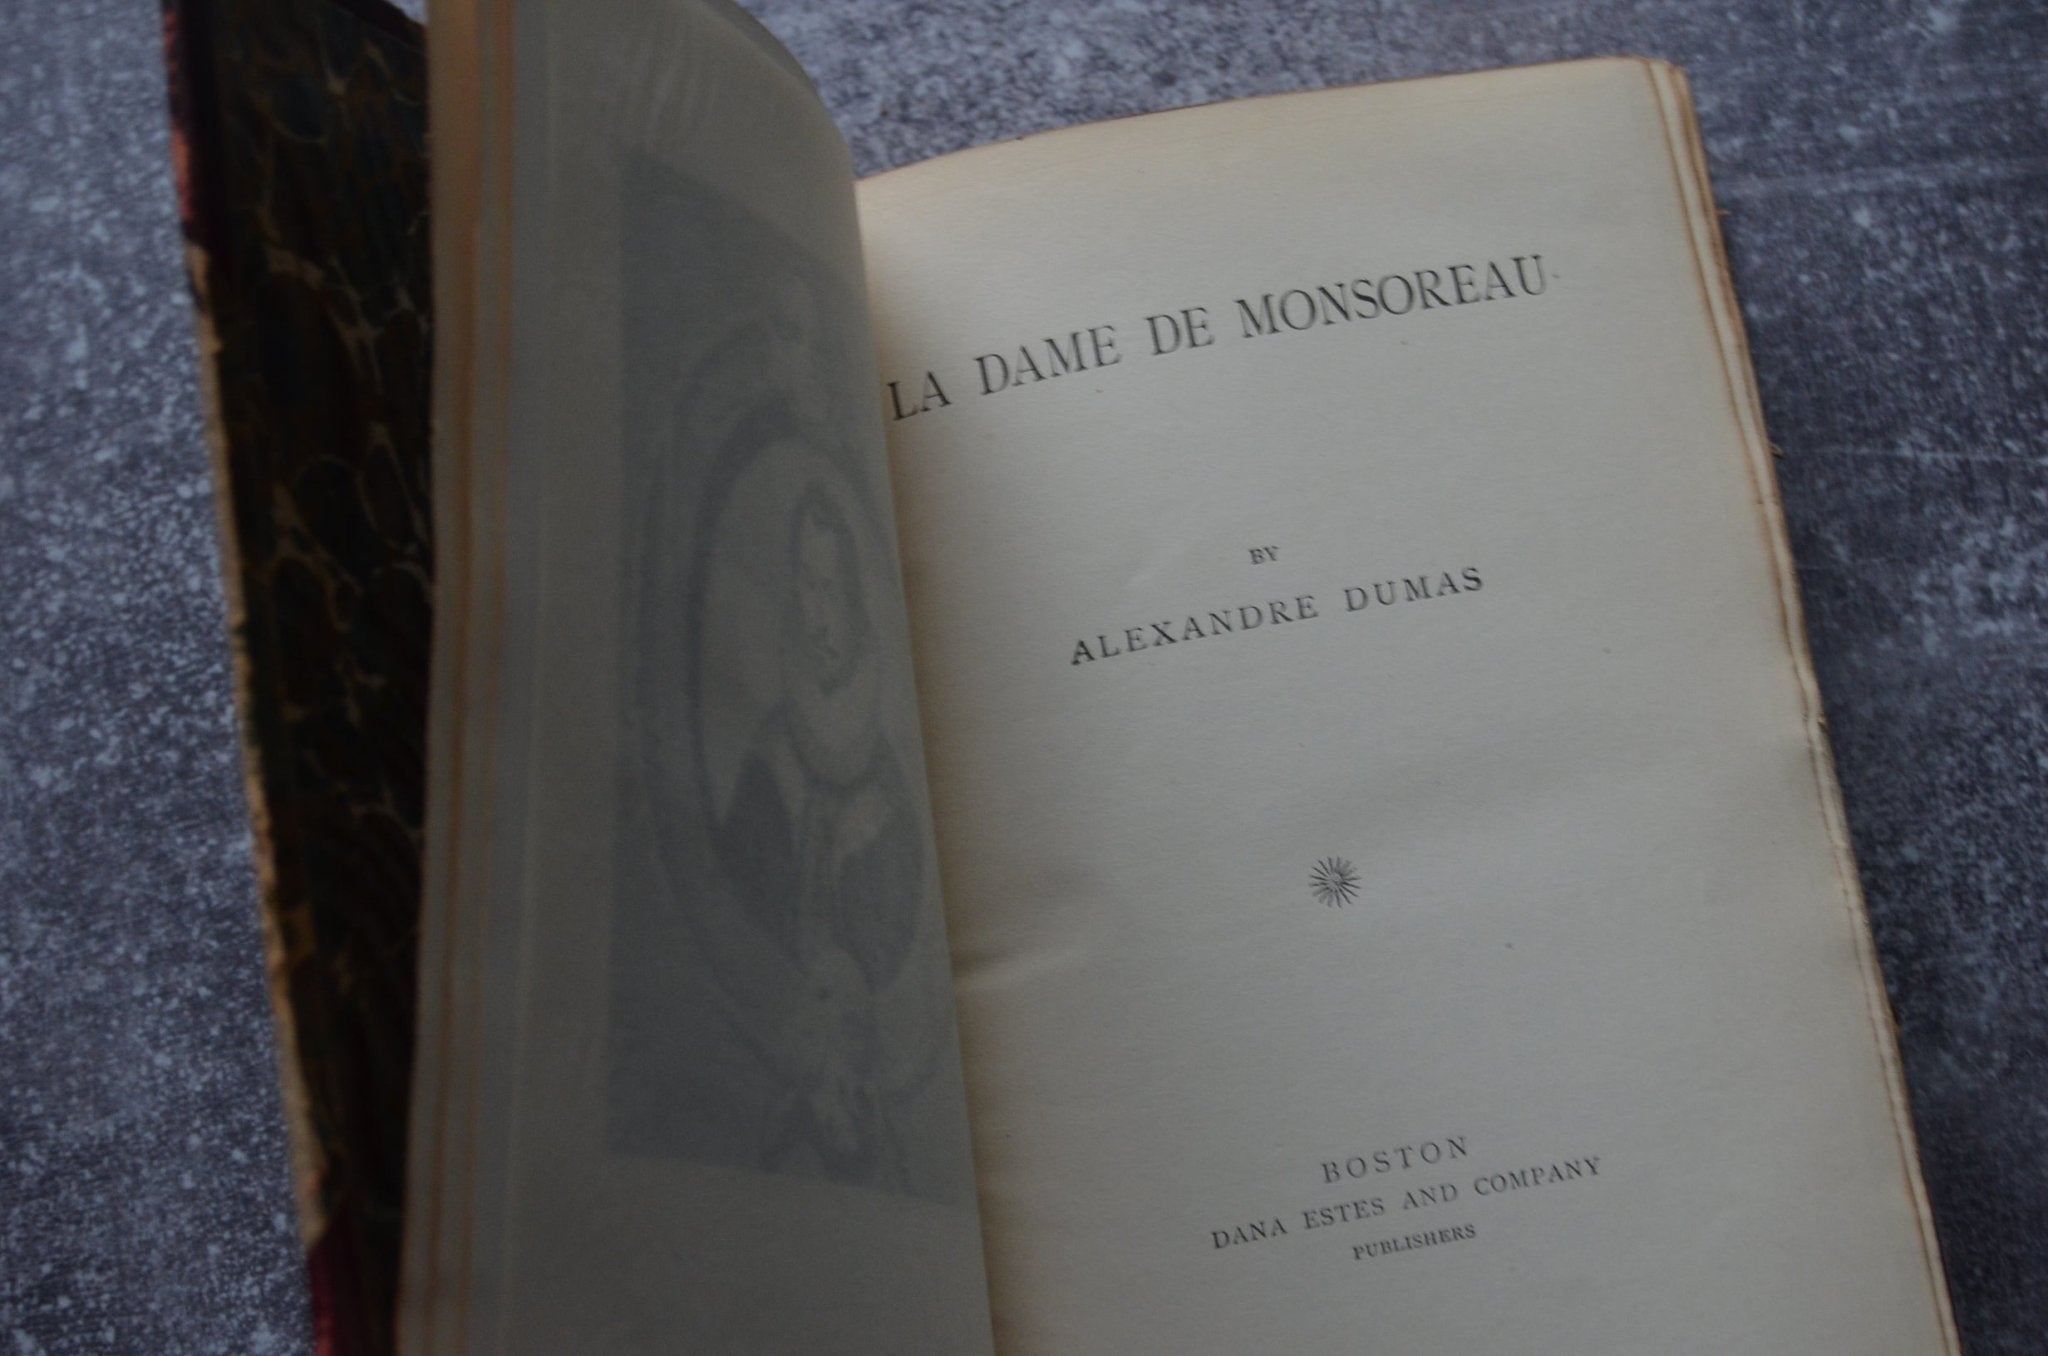 LA DAME DE MONSOREAU
BY
ALEXANDRE DUMAS
BOSTON
DANA ESTES AND COMPANY
PUBLISHERS